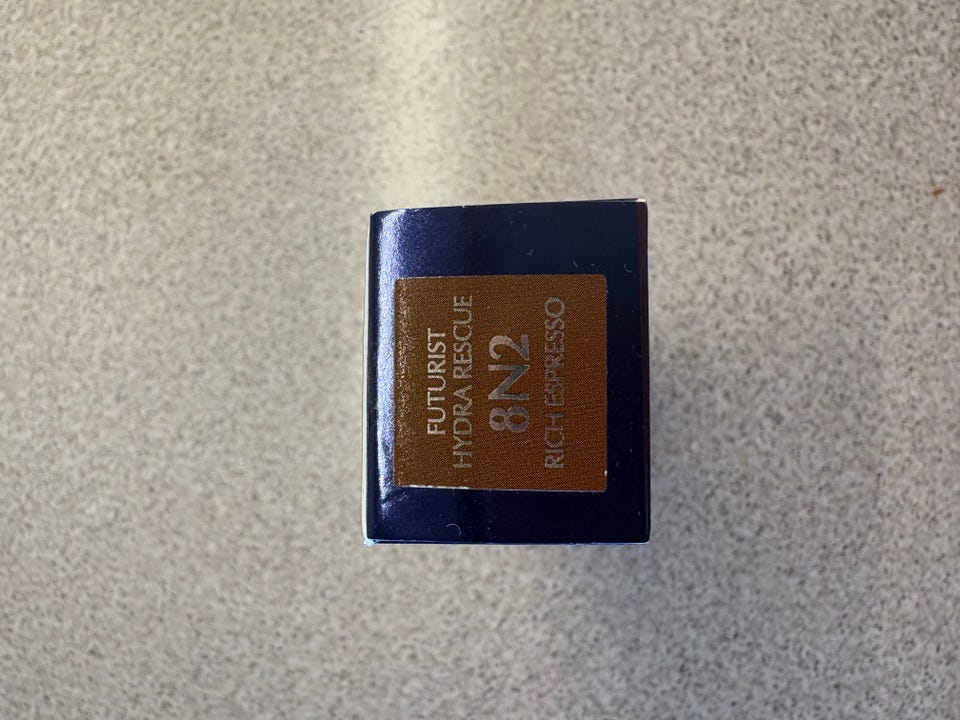 FUTURIST
HYDRA RESCUE
8N2
RICH ESPRESSO